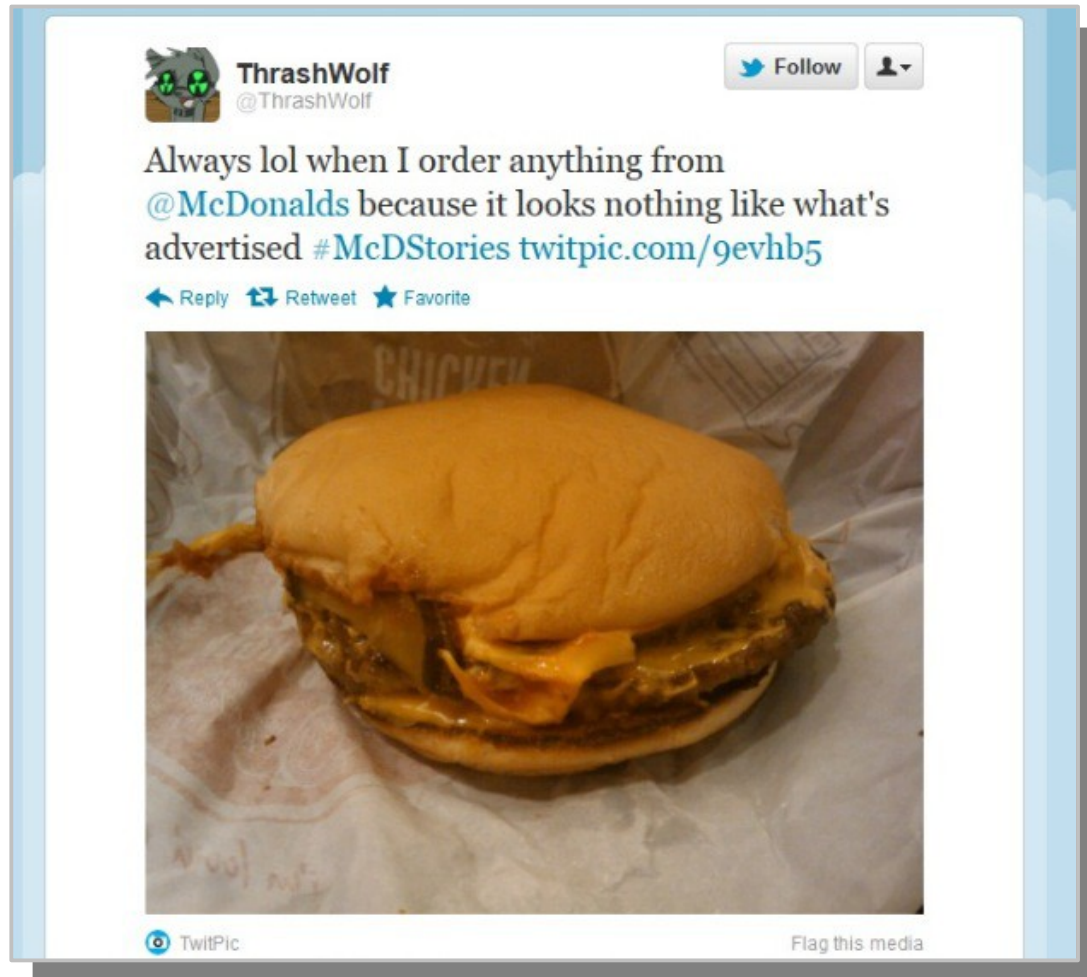 ThrashWolf
@ThrashWolf
Follow
Always lol when I order anything from
@McDonalds because it looks nothing like what's
advertised #McDStories twitpic.com/9evhb5
Reply Retweet Favorite
CHICKEN
i'm lovin
TwitPic
Flag this media